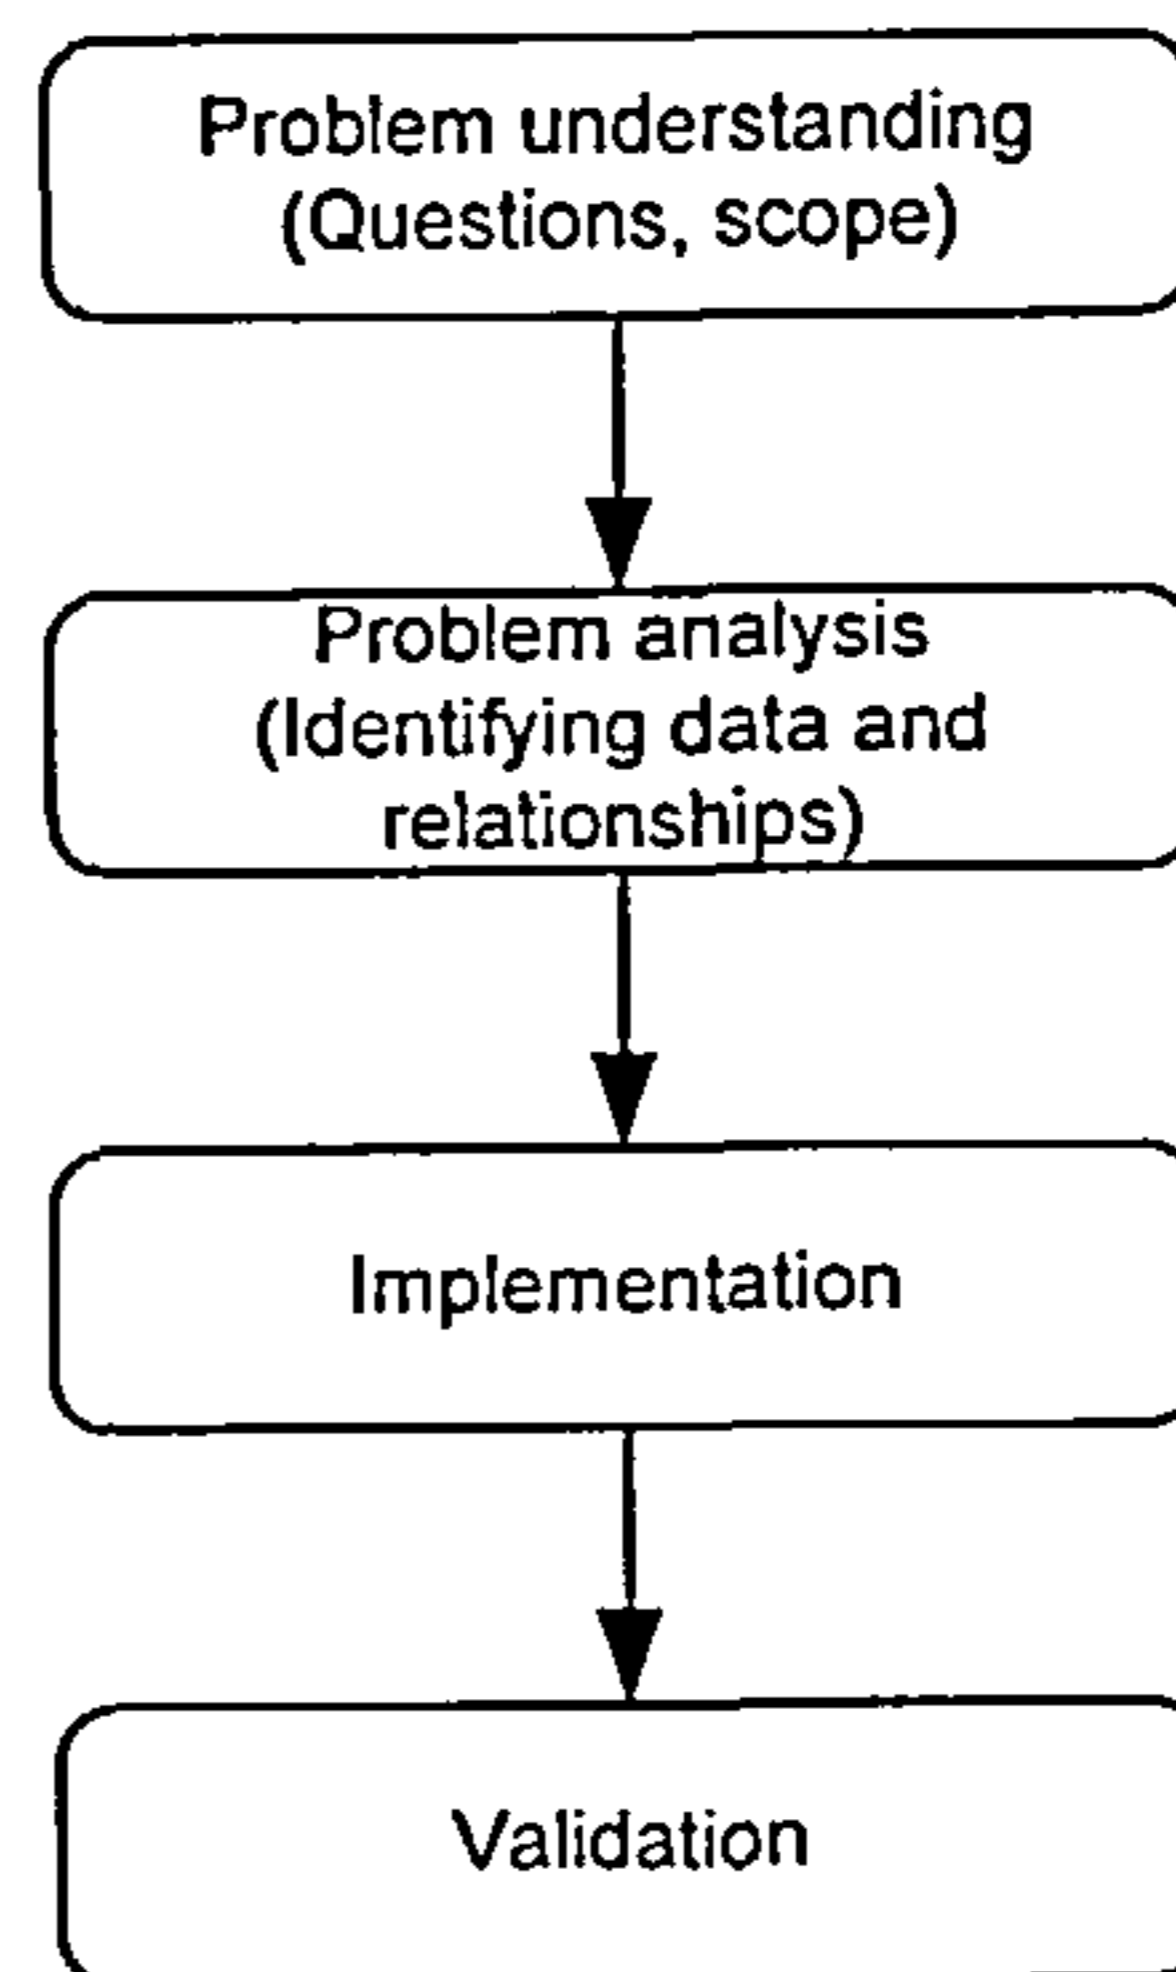 Problem understanding
(Questions, scope)
Problem analysis
(Identifying data and
relationships)
Implementation
Validation